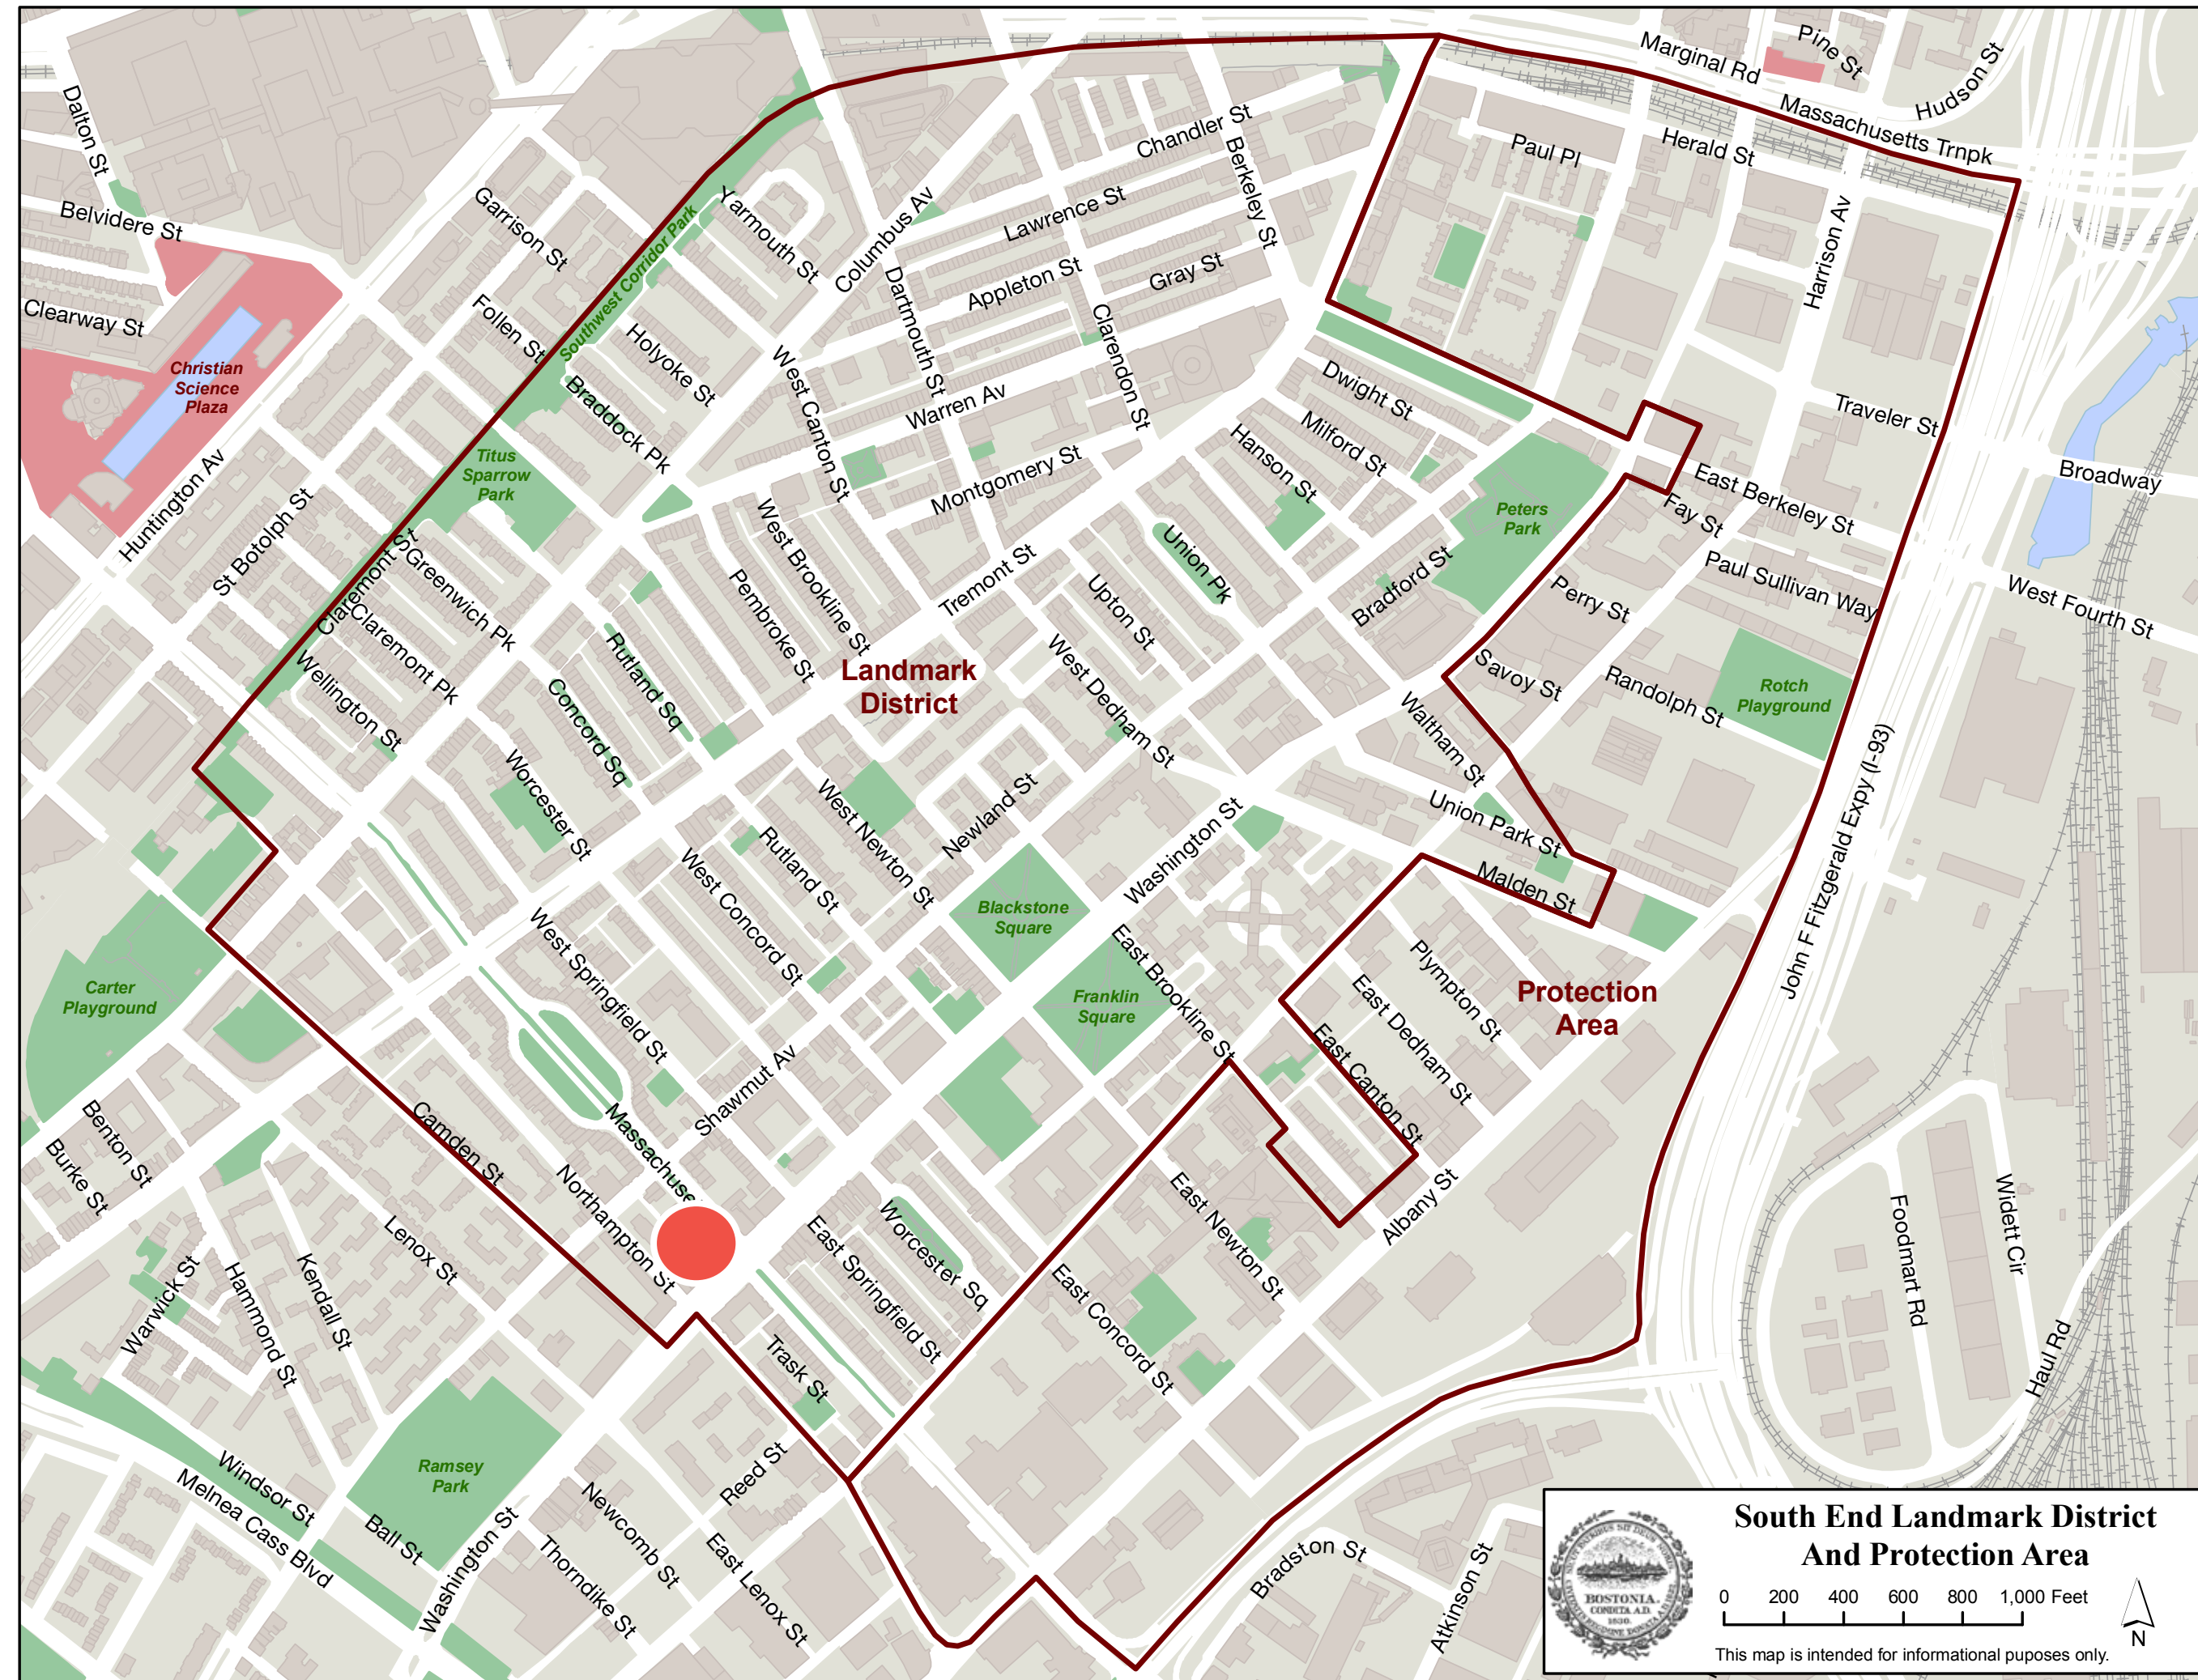 Dalton St
Belvidere St
Clearway St
Christian
Science
Plaza
Huntington Av
St Botolph St
Garrison St
Follen St
Southwest Corridor Park
Yarmouth St
Holyoke St
Braddock Pk
Titus
Sparrow
Park
Columbus Av
Dartmouth St
West Canton St
Chandler St
Lawrence St
Appleton St
Gray St
Berkeley St
Clarendon St
Warren Av
Montgomery St
Marginal Rd
Pine St
Hudson St
Massachusetts Trnpk
Paul Pl
Herald St
Harrison Av
Traveler St
Broadway
West Fourth St
Dwight St
Milford St
Hanson St
Union Pk
Upton St
Bradford St
Peters
Park
East Berkeley St
Fay St
Paul Sullivan Way
Perry St
Savoy St
Randolph St
Rotch
Playground
Waltham St
Union Park St
Malden St
Claremont St
Greenwich Pk
Claremont Pk
Wellington St
Rutland Sq
Concord Sq
Worcester St
Pembroke St
West Brookline St
Tremont St
West Dedham St
Landmark
District
West Newton St
Newland St
Rutland St
West Concord St
West Springfield St
Shawmut Av
Blackstone
Square
Franklin
Square
Washington St
East Brookline St
East Canton St
East Dedham St
Plympton St
Protection
Area
John F Fitzgerald Expy (I-93)
Carter
Playground
Camden St
Northampton St
Massachuse
Benton St
Burke St
Lenox St
Kendall St
Hammond St
Warwick St
Windsor St
Melnea Cass Blvd
Ball St
Ramsey
Park
Washington St
Worcester Sq
East Springfield St
Trask St
Reed St
Newcomb St
Thorndike St
East Lenox St
East Concord St
East Newton St
Albany St
Foodmart Rd
Widett Cir
Haul Rd
Bradston St
Atkinson St
South End Landmark District
And Protection Area
0 200 400 600 800 1,000 Feet
N
BOSTONIA.
CONDITA A.D.
1630.
This map is intended for informational puposes only.